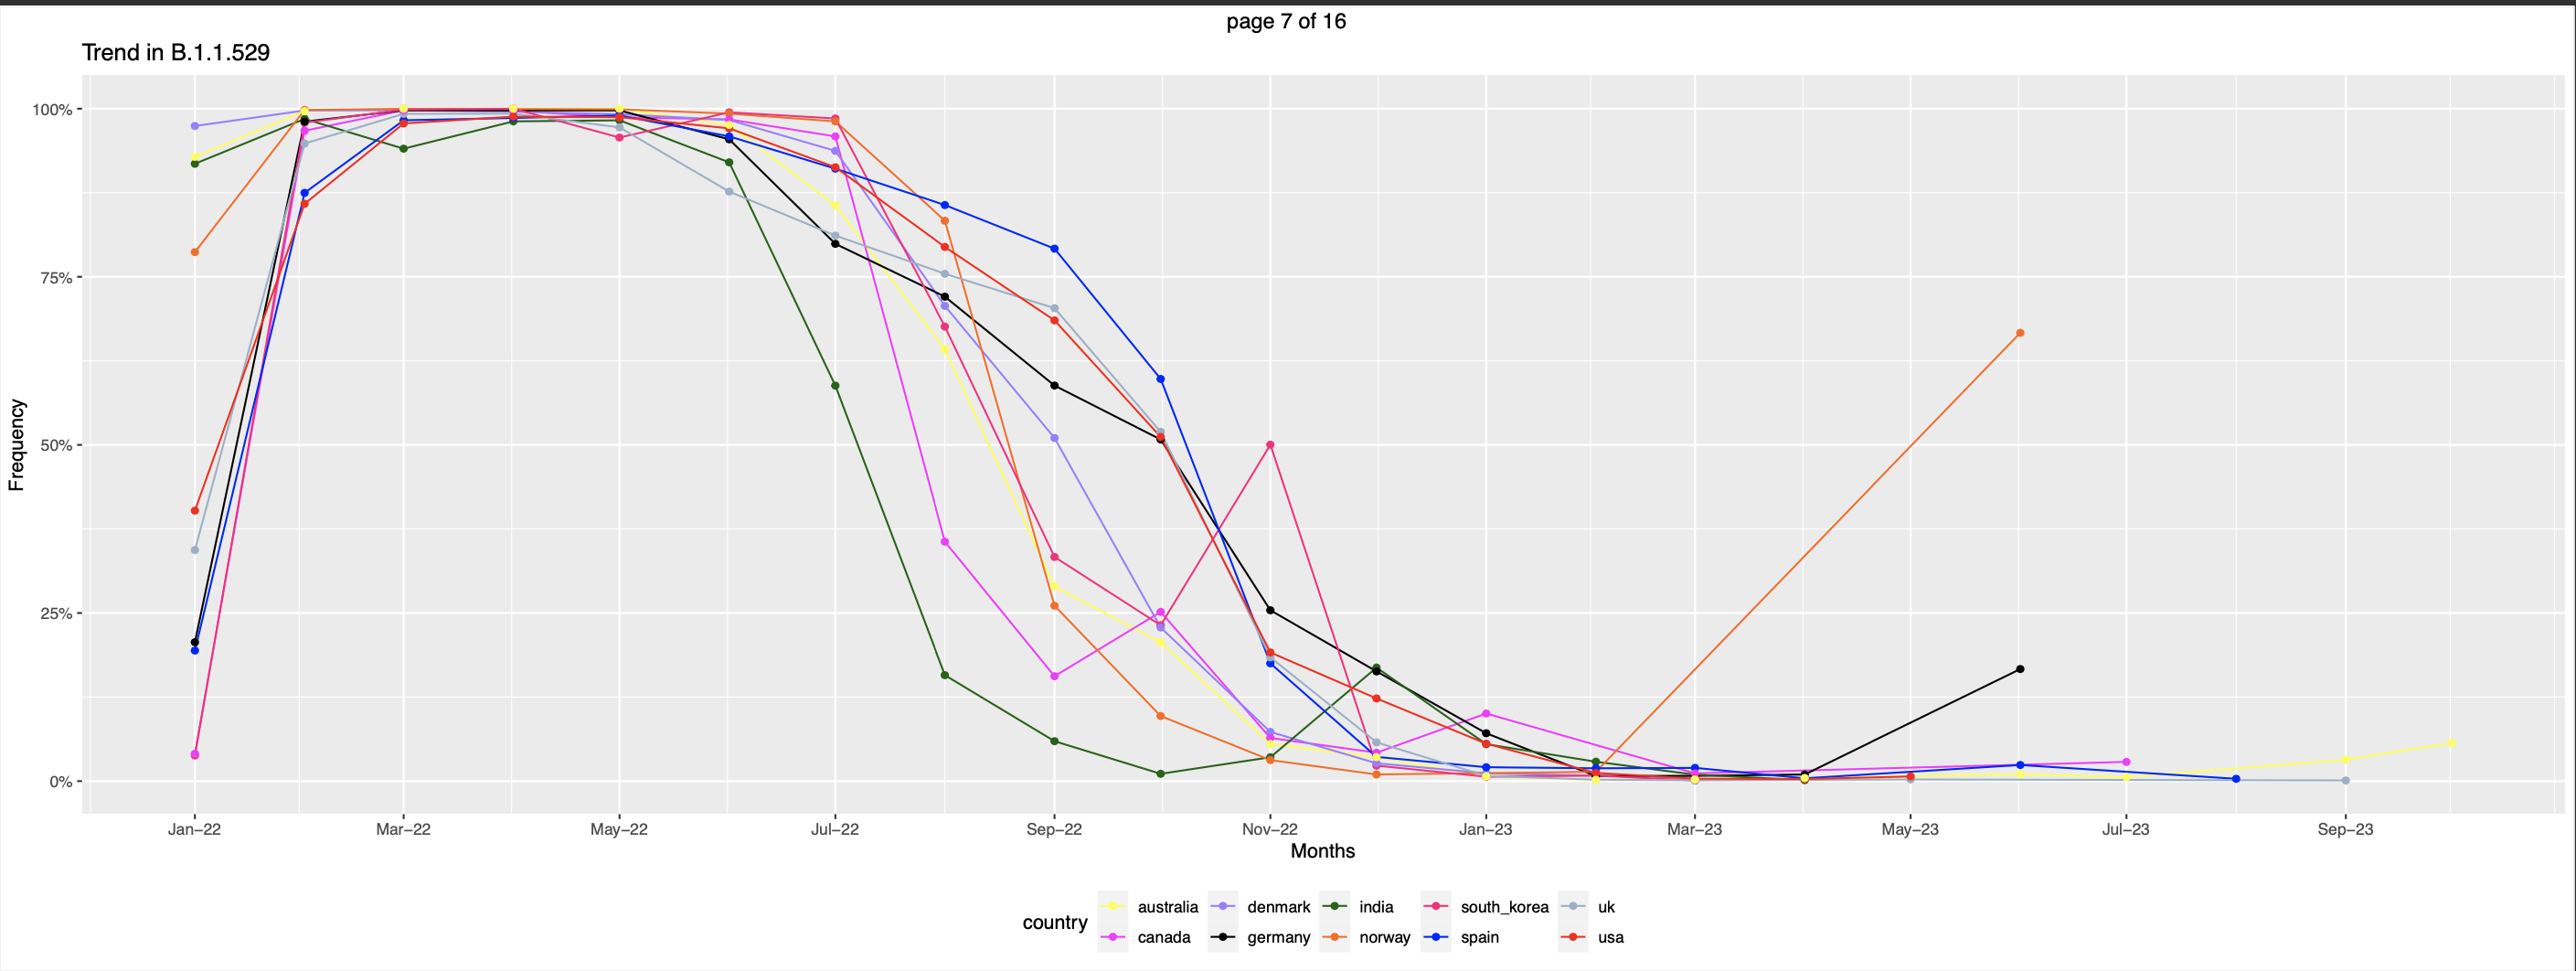 page 7 of 16
Trend in B.1.1.529
100%
75%
50%
25%
0%
Frequency
Jan–22 Mar–22 May–22 Jul–22 Sep–22 Nov–22 Jan–23 Mar–23 May–23 Jul–23 Sep–23
Months
country
australia denmark india south_korea uk
canada germany norway spain usa